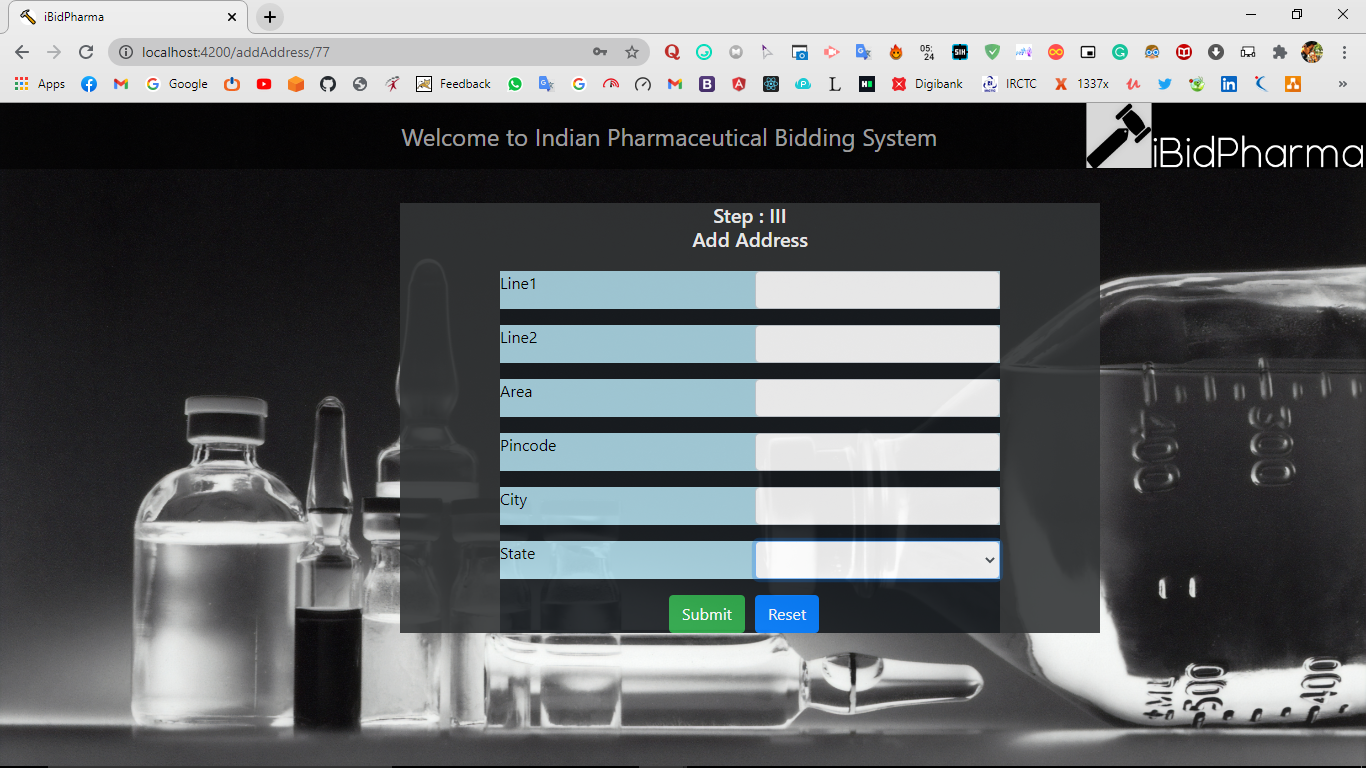 iBidPharma
localhost:4200/addAddress/77
05:
24
Apps
Google
Feedback
Digibank
IRCTC
1337x
»
Welcome to Indian Pharmaceutical Bidding System
iBidPharma
Step : III
Add Address
Line1
Line2
Area
Pincode
City
State
Submit
Reset
300
500
400